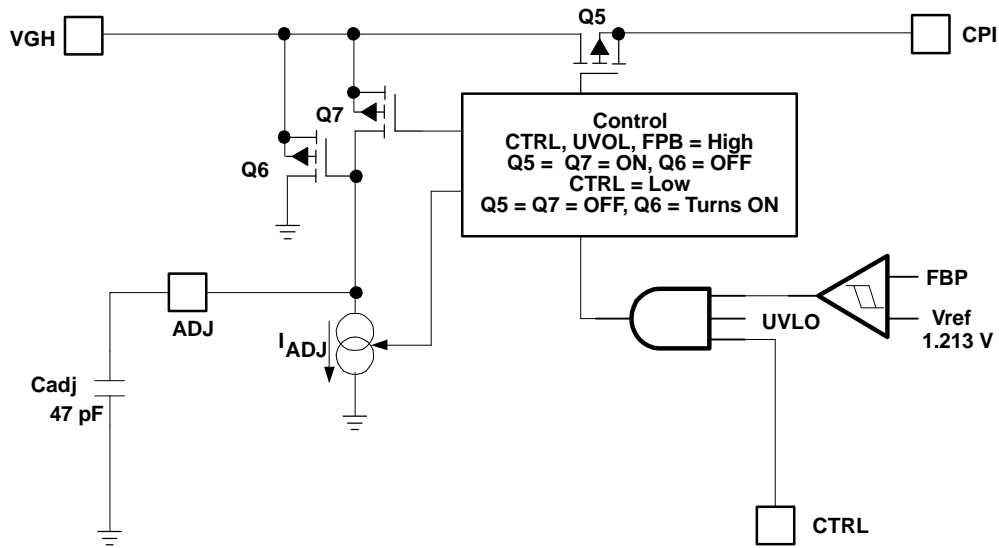 Q5
VGH
CPI
Q7
Q6
Control
CTRL, UVOL, FPB = High
Q5 = Q7 = ON, Q6 = OFF
CTRL = Low
Q5 = Q7 = OFF, Q6 = Turns ON
FBP
UVLO
Vref
1.213 V
ADJ
IADJ
Cadj
47 pF
CTRL